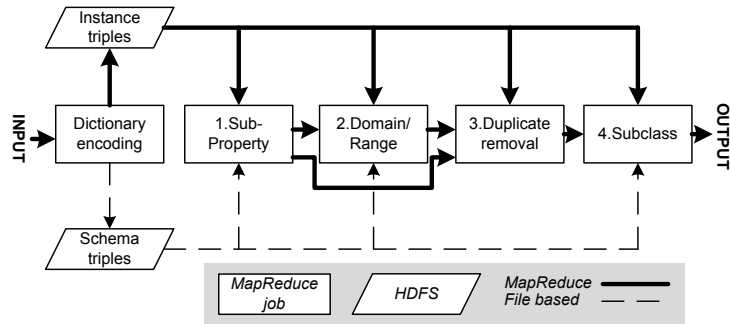 Instance
triples
INPUT
Dictionary
encoding
1.Sub-
Property
2.Domain/
Range
3.Duplicate
removal
4.Subclass
OUTPUT
Schema
triples
MapReduce
job
HDFS
MapReduce
File based